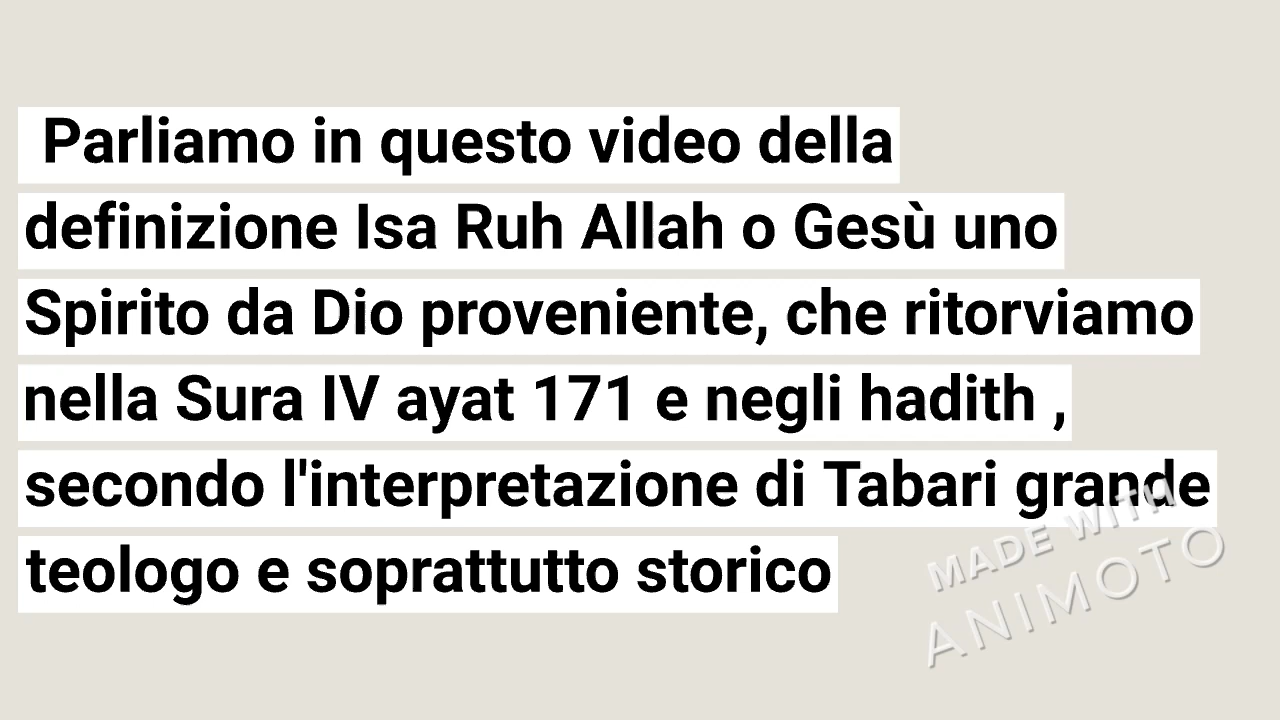 Parliamo in questo video della
definizione Isa Ruh Allah o Gesù uno
Spirito da Dio proveniente, che ritorviamo
nella Sura IV ayat 171 e negli hadith ,
secondo l'interpretazione di Tabari grande
teologo e soprattutto storico
MADE WITH
ANIMOTO